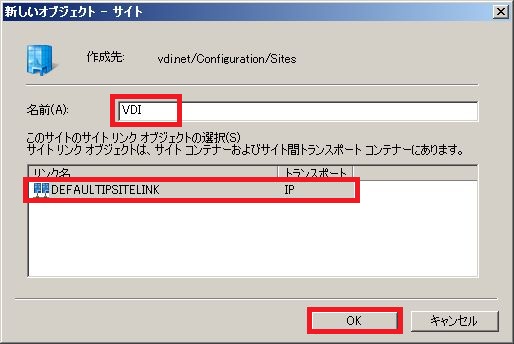 新しいオブジェクト - サイト
作成先: vdi.net/Configuration/Sites
名前(A): VDI
このサイトのサイト リンク オブジェクトの選択(S)
サイト リンク オブジェクトは、サイト コンテナーおよびサイト間トランスポート コンテナーにあります。
リンク名 トランスポート
DEFAULTIPSITELINK IP
OK キャンセル